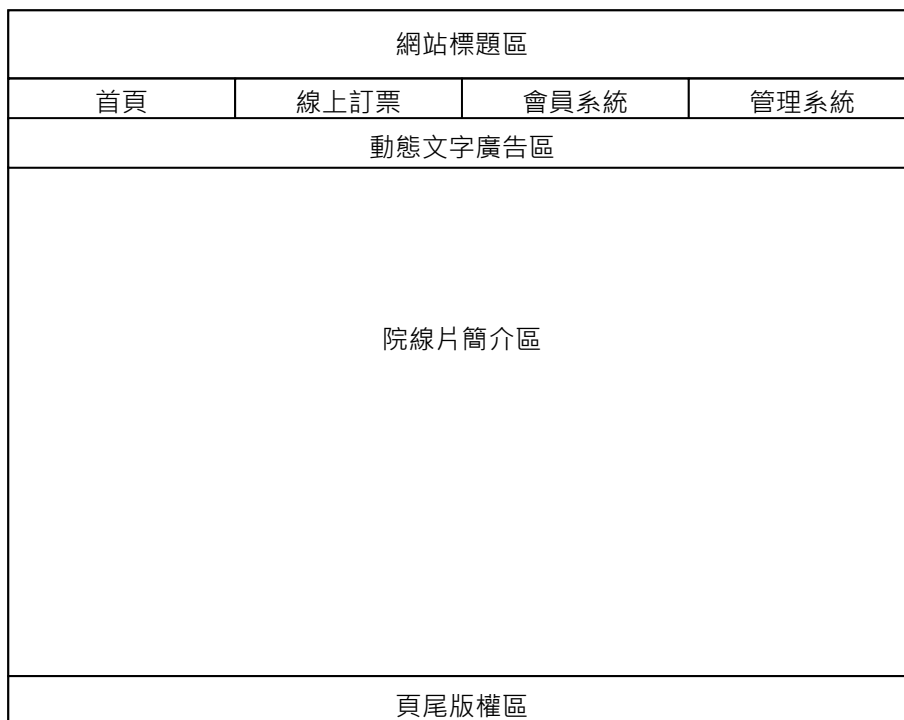 網站標題區
首頁 線上訂票 會員系統 管理系統
動態文字廣告區
院線片簡介區
頁尾版權區